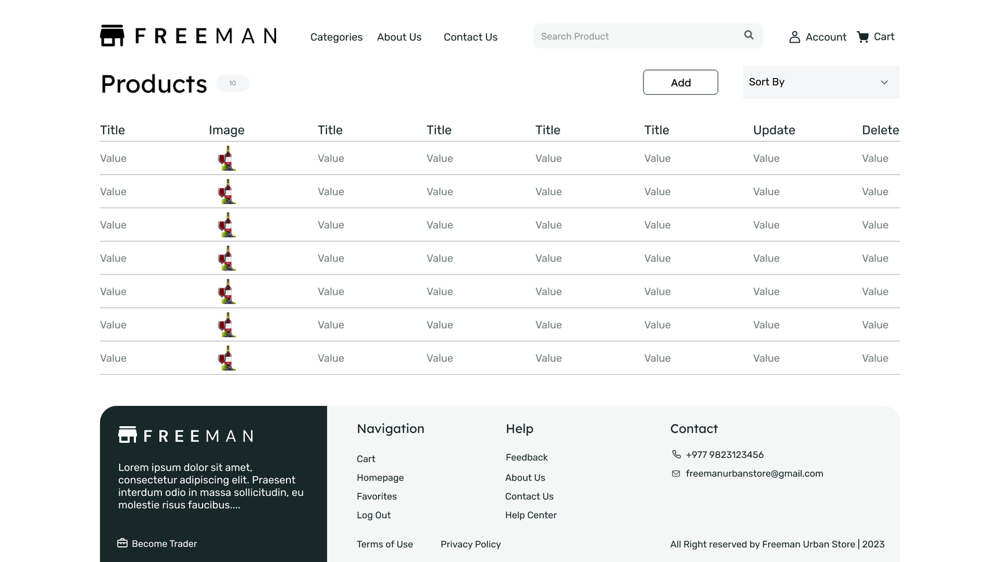 FREEMAN
Categories About Us Contact Us
Search Product
Account Cart
Products 10
Add
Sort By
Title Image Title Title Title Title Update Delete
Value Value Value Value Value Value Value
Value Value Value Value Value Value Value
Value Value Value Value Value Value Value
Value Value Value Value Value Value Value
Value Value Value Value Value Value Value
Value Value Value Value Value Value Value
Value Value Value Value Value Value Value
FREEMAN
Lorem ipsum dolor sit amet,
consectetur adipiscing elit. Praesent
interdum odio in massa sollicitudin, eu
molestie risus faucibus....
Become Trader
Navigation
Cart
Homepage
Favorites
Log Out
Help
Feedback
About Us
Contact Us
Help Center
Contact
+977 9823123456
freemanurbanstore@gmail.com
Terms of Use Privacy Policy
All Right reserved by Freeman Urban Store | 2023